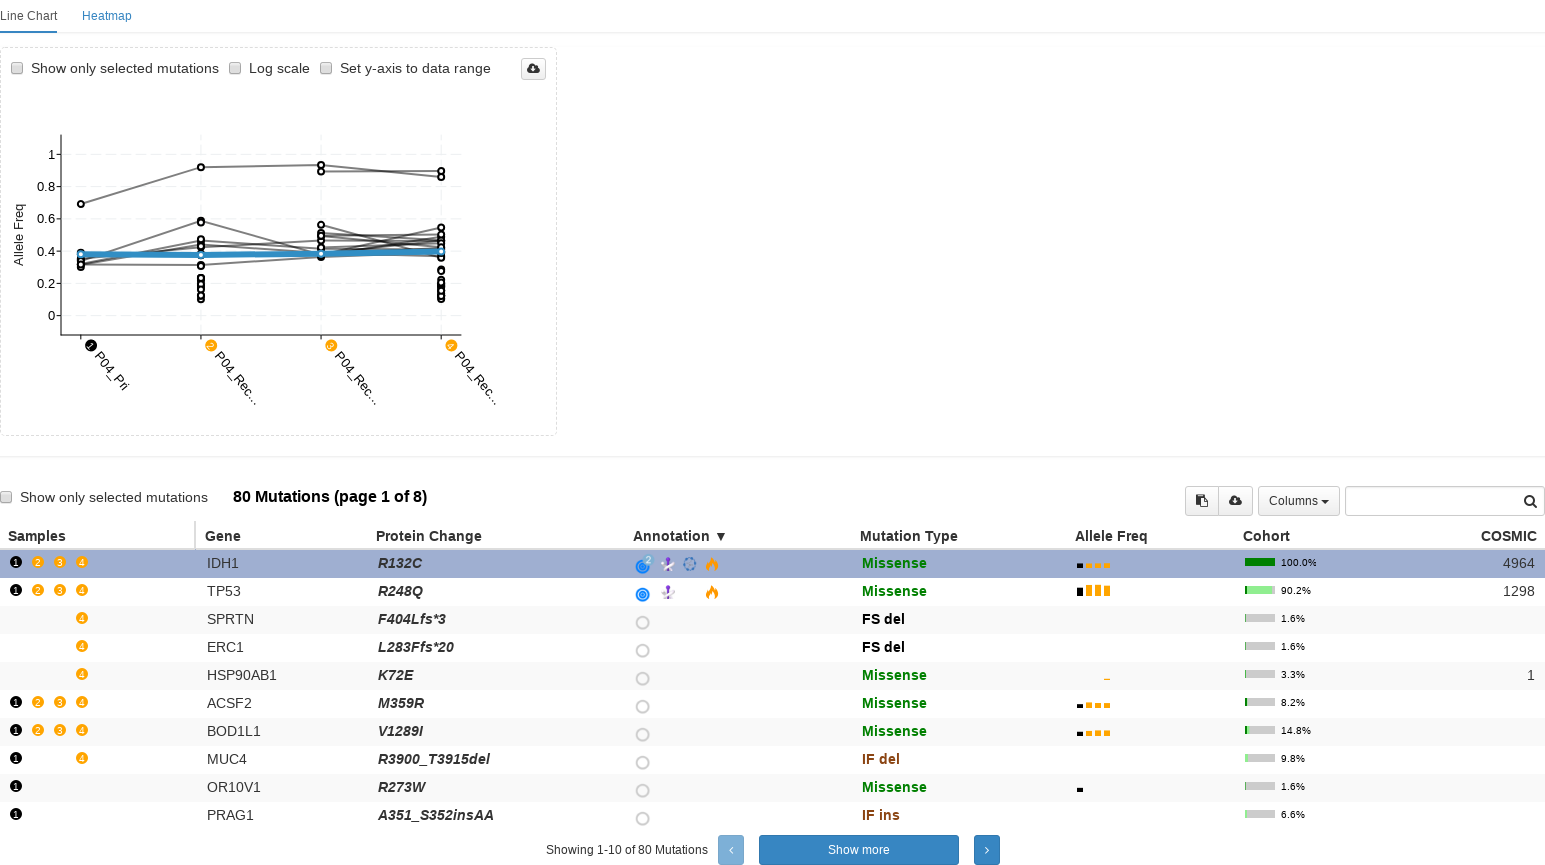 Line Chart Heatmap
Show only selected mutations Log scale Set y-axis to data range
1
0.8
0.6
0.4
0.2
0
Allele Freq
1 P04_Pri
2 P04_Rec...
3 P04_Rec...
4 P04_Rec...
Show only selected mutations 80 Mutations (page 1 of 8) Columns
Samples Gene Protein Change Annotation ▼ Mutation Type Allele Freq Cohort COSMIC
1 2 3 4 IDH1 R132C 2 Missense 100.0% 4964
1 2 3 4 TP53 R248Q Missense 90.2% 1298
4 SPRTN F404Lfs*3 FS del 1.6%
4 ERC1 L283Ffs*20 FS del 1.6%
4 HSP90AB1 K72E Missense 3.3% 1
1 2 3 4 ACSF2 M359R Missense 8.2%
1 2 3 4 BOD1L1 V1289I Missense 14.8%
1 4 MUC4 R3900_T3915del IF del 9.8%
1 OR10V1 R273W Missense 1.6%
1 PRAG1 A351_S352insAA IF ins 6.6%
Showing 1-10 of 80 Mutations ‹ Show more ›